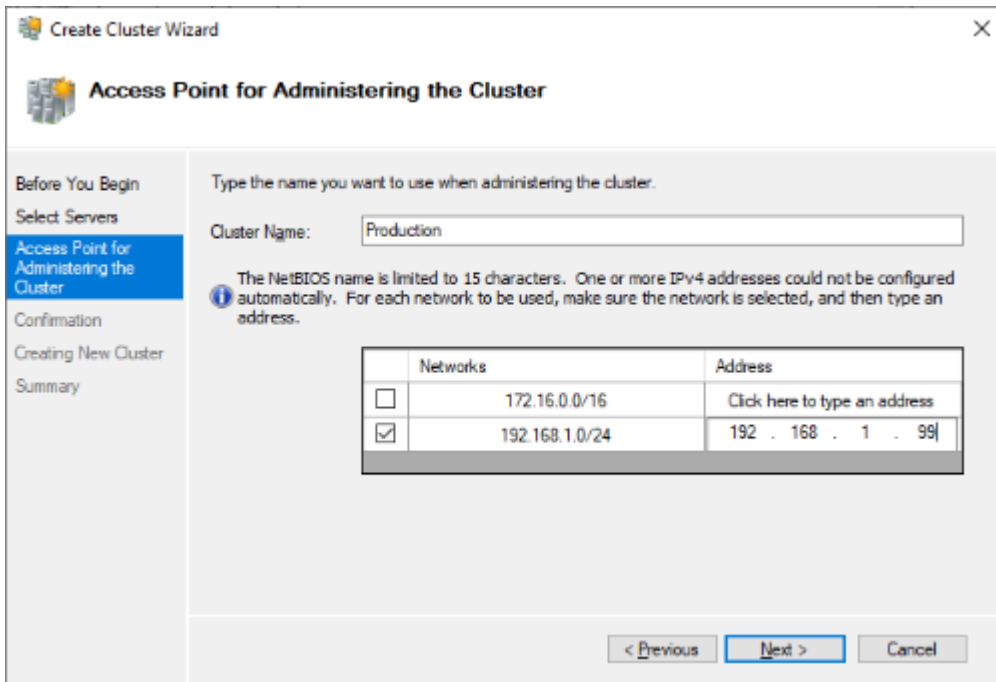 Create Cluster Wizard
Access Point for Administering the Cluster
Before You Begin
Select Servers
Access Point for
Administering the
Cluster
Confirmation
Creating New Cluster
Summary
Type the name you want to use when administering the cluster.
Cluster Name: Production
The NetBIOS name is limited to 15 characters. One or more IPv4 addresses could not be configured
automatically. For each network to be used, make sure the network is selected, and then type an
address.
Networks Address
172.16.0.0/16 Click here to type an address
192.168.1.0/24 192 . 168 . 1 . 99
< Previous Next > Cancel